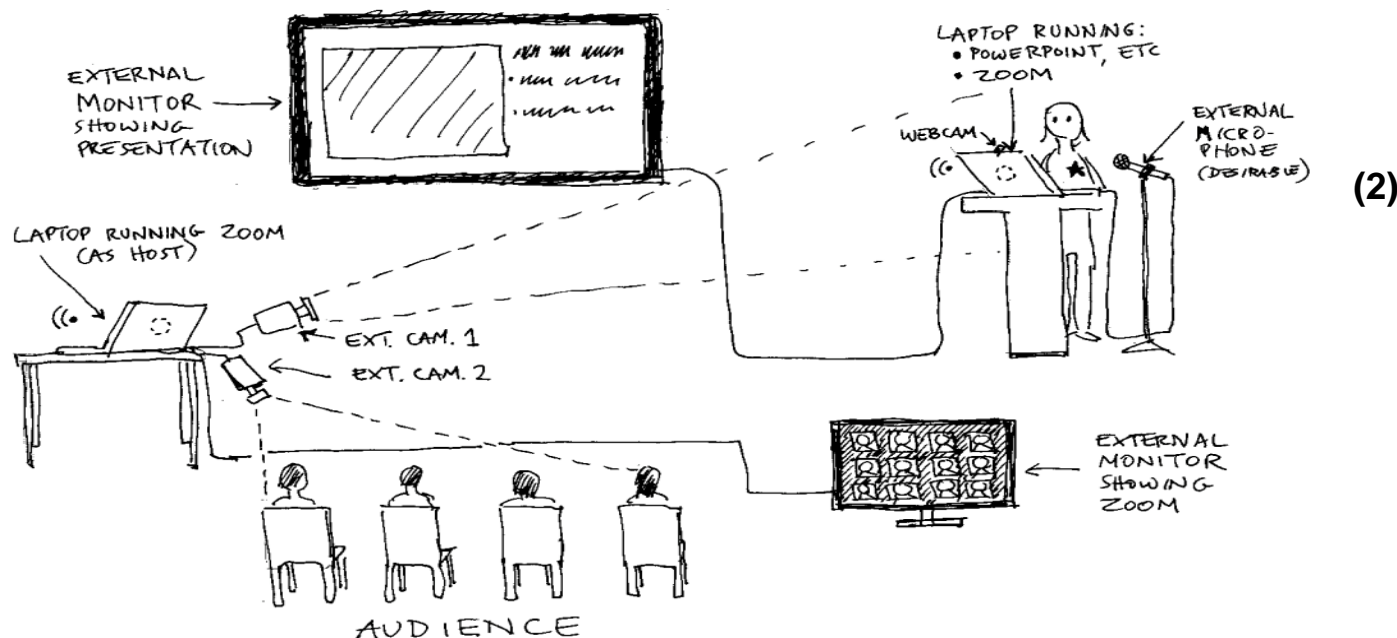 EXTERNAL
MONITOR
SHOWING
PRESENTATION
LAPTOP RUNNING:
• POWERPOINT, ETC
• ZOOM
WEBCAM
EXTERNAL
MICRO-
PHONE
(DESIRABLE)
(2)
LAPTOP RUNNING ZOOM
(AS HOST)
EXT. CAM. 1
EXT. CAM. 2
EXTERNAL
MONITOR
SHOWING
ZOOM
AUDIENCE